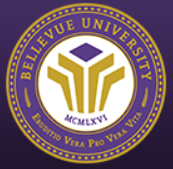 BELLEVUE UNIVERSITY
MCMLXVI
ERUDITIO VERA PRO VERA VITA